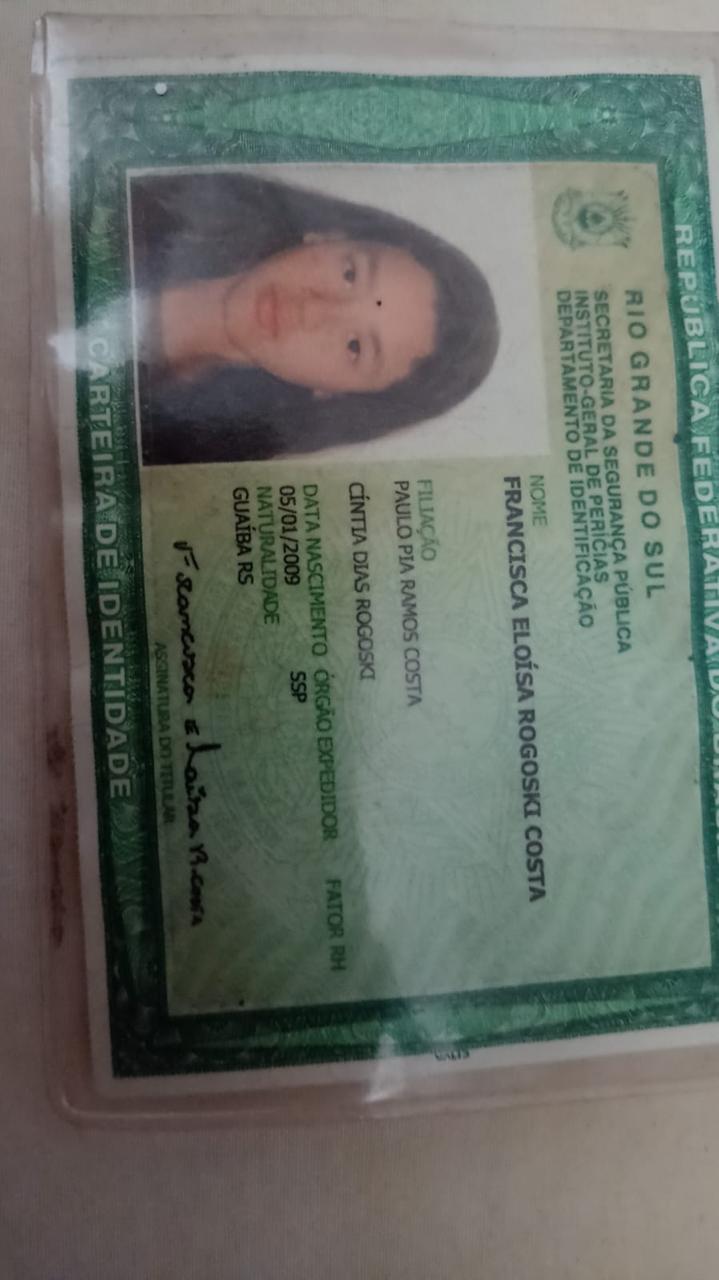 REPÚBLICA FEDERATIVA DO
RIO GRANDE DO SUL
SECRETARIA DA SEGURANÇA PÚBLICA
INSTITUTO-GERAL DE PERÍCIAS
DEPARTAMENTO DE IDENTIFICAÇÃO
NOME
FRANCISCA ELOÍSA ROGOSKI COSTA
FILIAÇÃO
PAULO PIA RAMOS COSTA
CÍNTIA DIAS ROGOSKI
DATA NASCIMENTO ÓRGÃO EXPEDIDOR FATOR RH
05/01/2009 SSP
NATURALIDADE
GUAÍBA RS
Francisca Eloísa R. Costa
ASSINATURA DO TITULAR
CARTEIRA DE IDENTIDADE